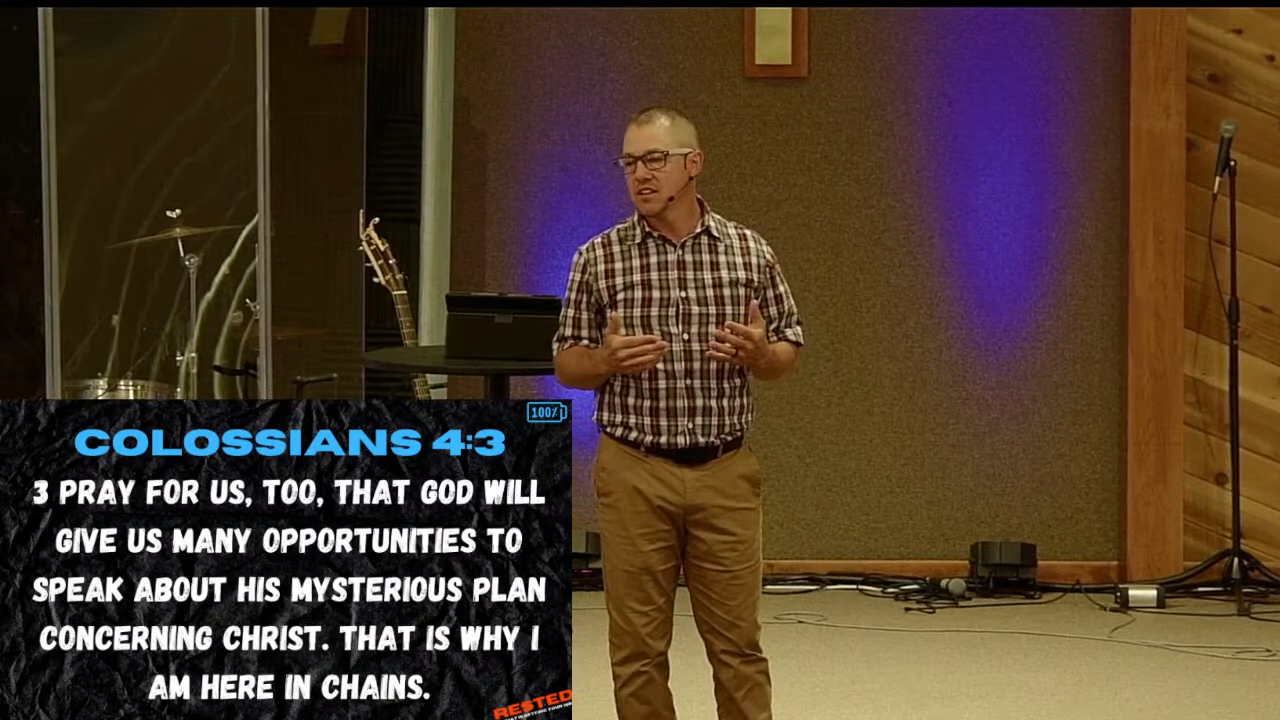 100%
COLOSSIANS 4:3
3 PRAY FOR US, TOO, THAT GOD WILL
GIVE US MANY OPPORTUNITIES TO
SPEAK ABOUT HIS MYSTERIOUS PLAN
CONCERNING CHRIST. THAT IS WHY I
AM HERE IN CHAINS.
RESTED